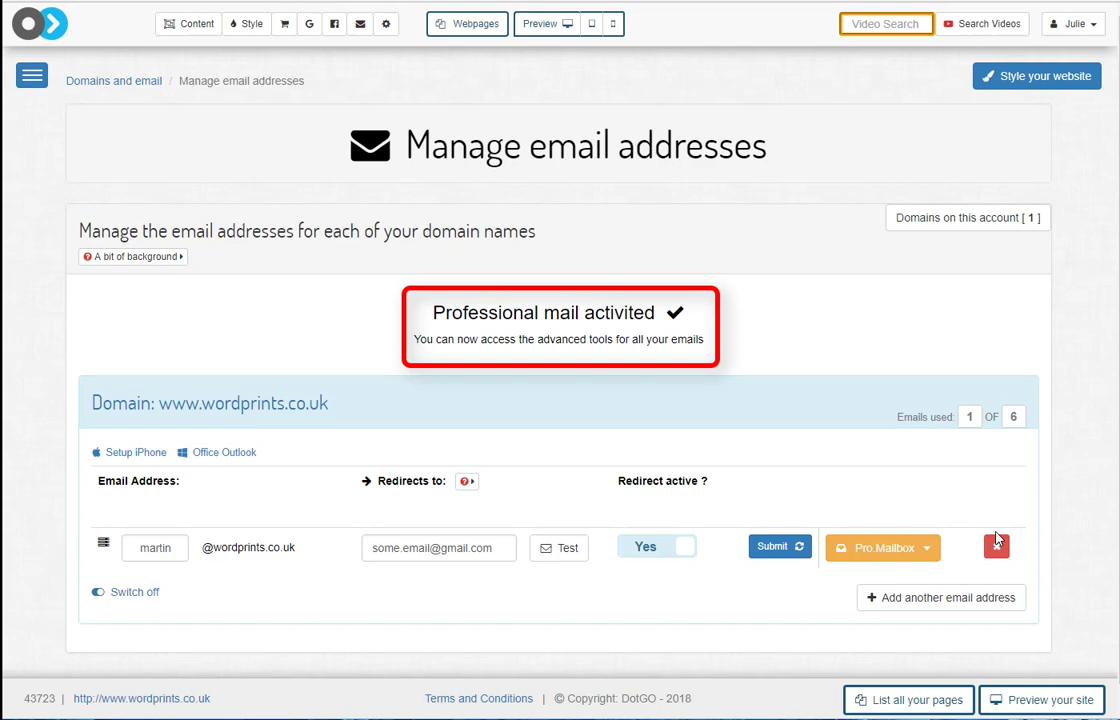 Content Style Webpages Preview Video Search Search Videos Julie
Domains and email / Manage email addresses
Style your website
Manage email addresses
Domains on this account [ 1 ]
Manage the email addresses for each of your domain names
A bit of background
Professional mail activited
You can now access the advanced tools for all your emails
Domain: www.wordprints.co.uk
Emails used: 1 OF 6
Setup iPhone Office Outlook
Email Address: Redirects to: Redirect active ?
martin @wordprints.co.uk some.email@gmail.com Test Yes Submit Pro.Mailbox
Switch off
Add another email address
43723 | http://www.wordprints.co.uk Terms and Conditions | © Copyright: DotGO - 2018 List all your pages Preview your site